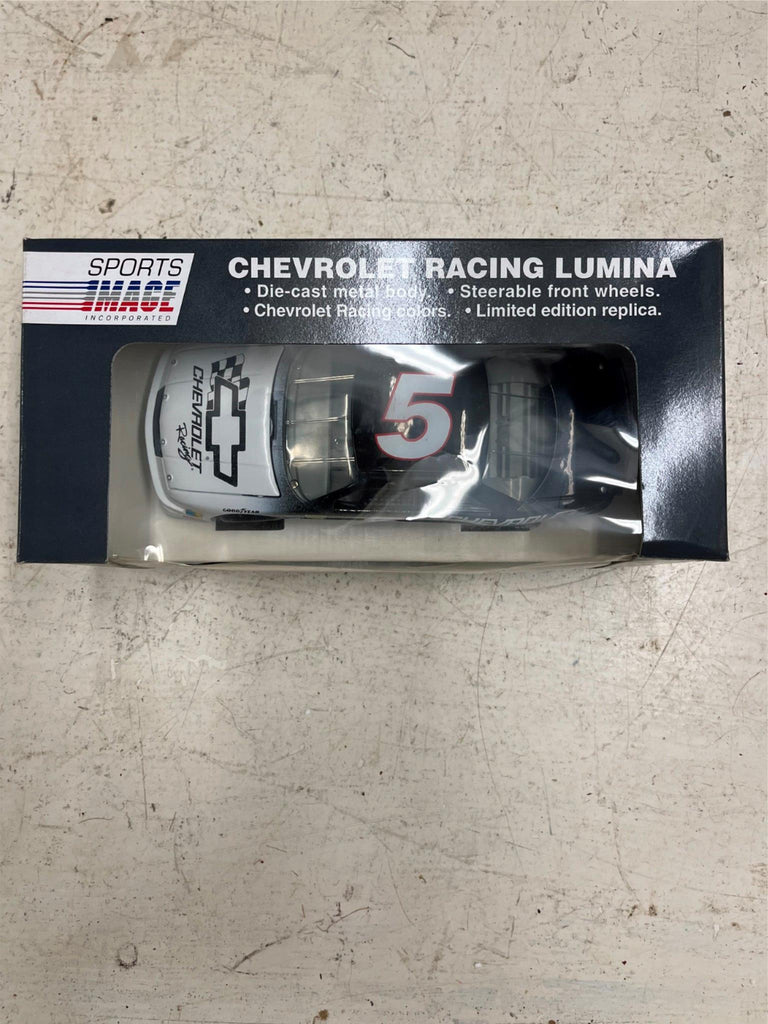 SPORTS
IMAGE
INCORPORATED
CHEVROLET RACING LUMINA
• Die-cast metal body. • Steerable front wheels.
• Chevrolet Racing colors. • Limited edition replica.
CHEVROLET
Racing
5
GOODYEAR